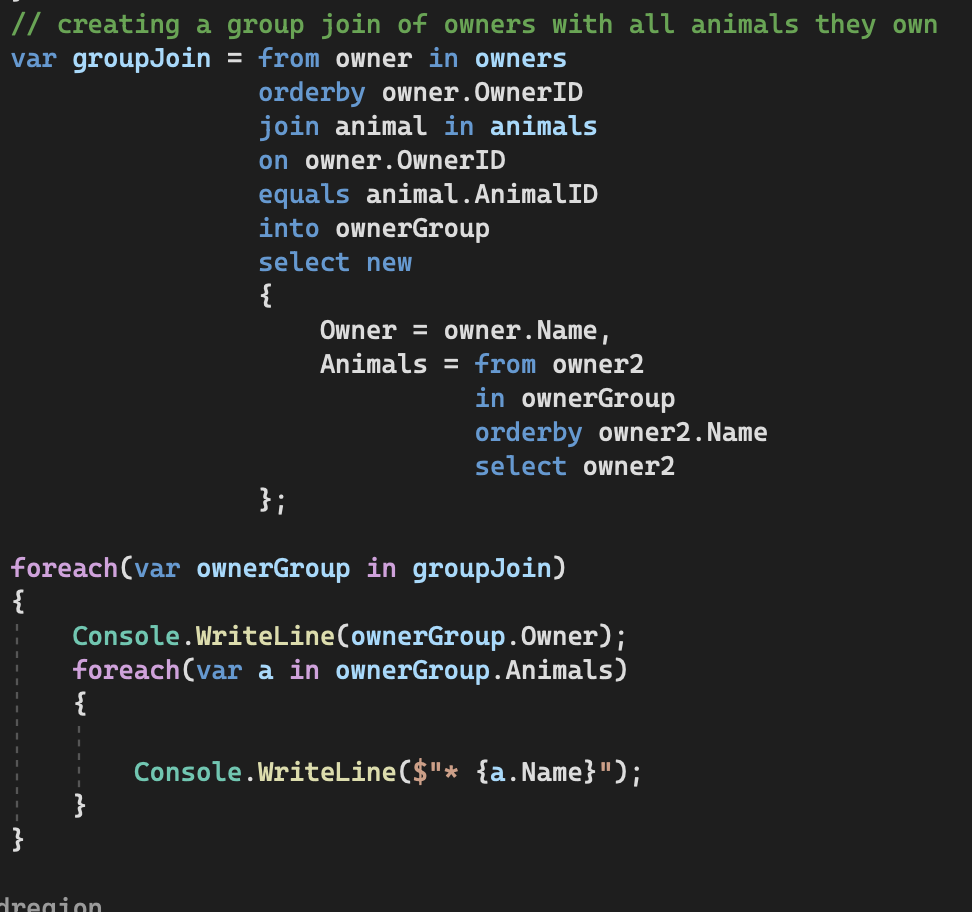 // creating a group join of owners with all animals they own
var groupJoin = from owner in owners
orderby owner.OwnerID
join animal in animals
on owner.OwnerID
equals animal.AnimalID
into ownerGroup
select new
{
Owner = owner.Name,
Animals = from owner2
in ownerGroup
orderby owner2.Name
select owner2
};
foreach(var ownerGroup in groupJoin)
{
Console.WriteLine(ownerGroup.Owner);
foreach(var a in ownerGroup.Animals)
{
Console.WriteLine($"* {a.Name}");
}
}
dregion